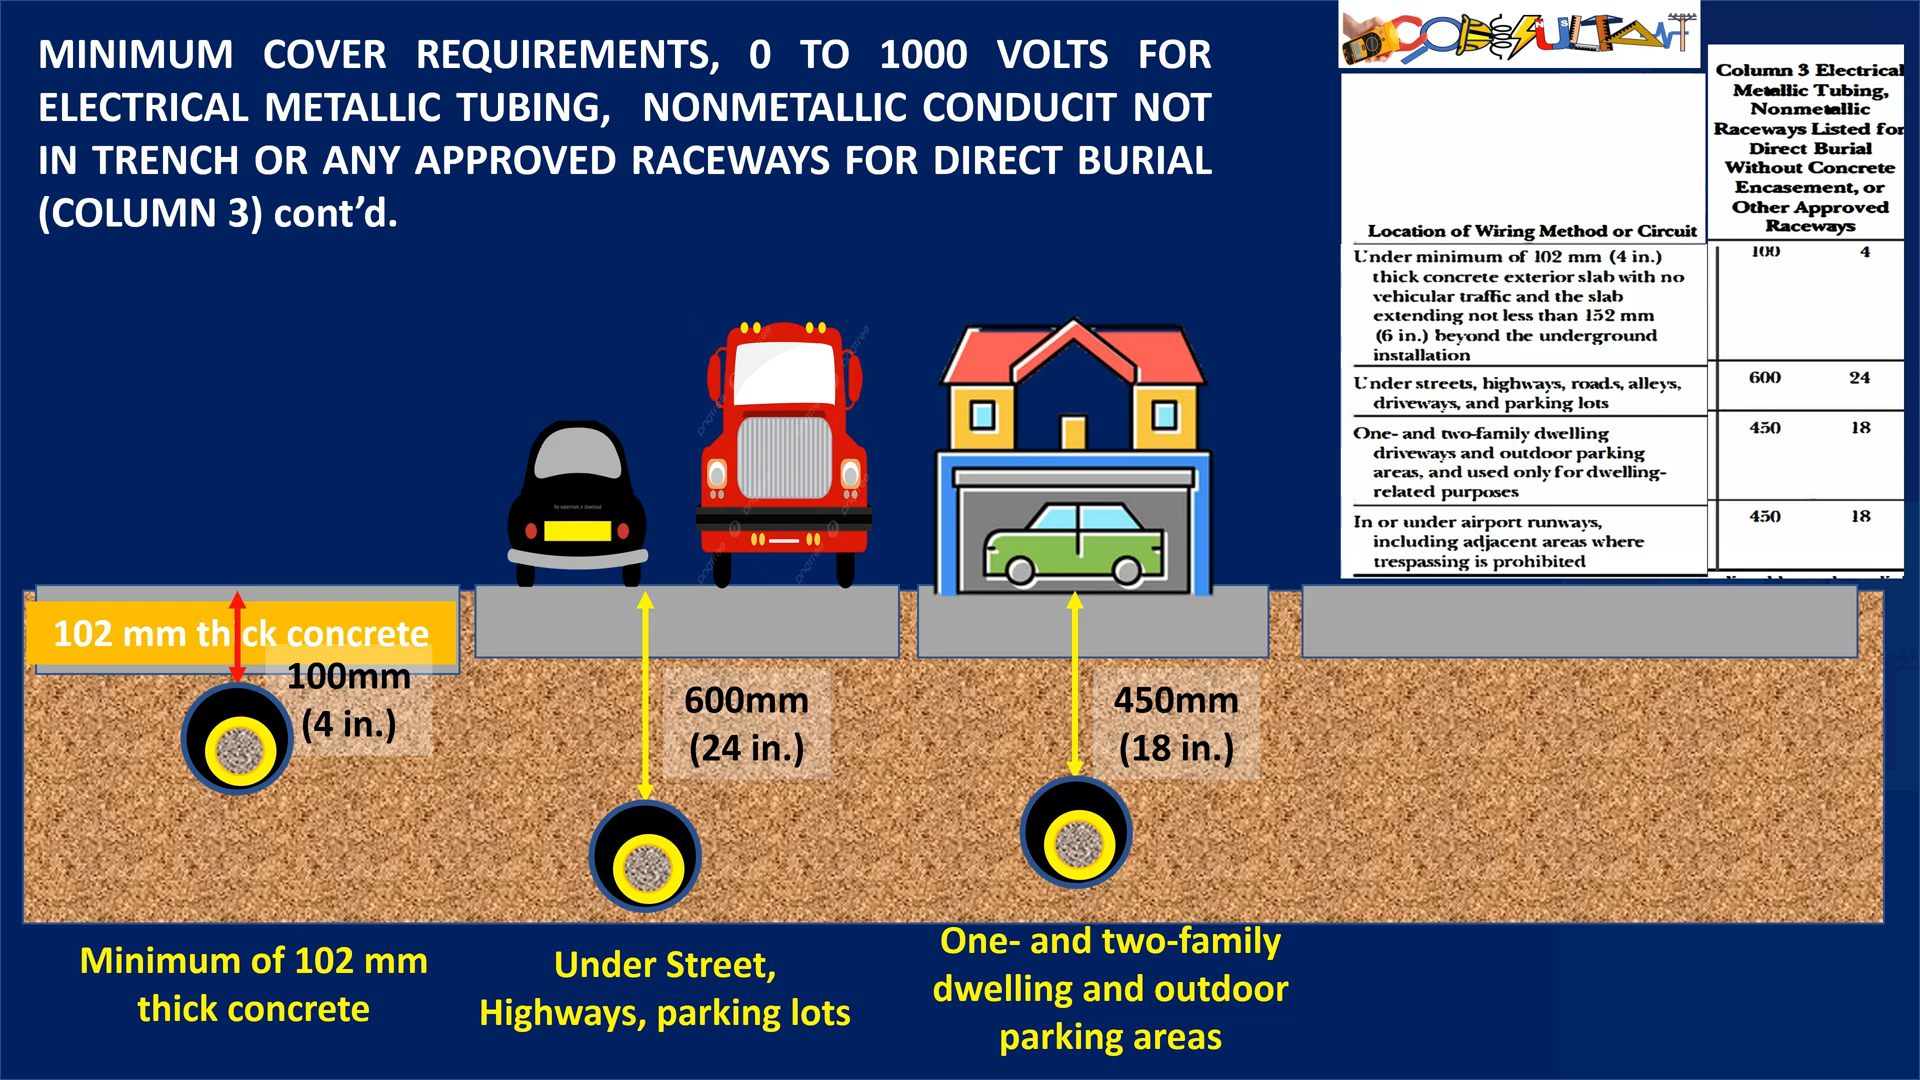 MINIMUM COVER REQUIREMENTS, 0 TO 1000 VOLTS FOR
ELECTRICAL METALLIC TUBING, NONMETALLIC CONDUCIT NOT
IN TRENCH OR ANY APPROVED RACEWAYS FOR DIRECT BURIAL
(COLUMN 3) cont’d.
CONSULTANT
Column 3 Electrical
Metallic Tubing,
Nonmetallic
Raceways Listed for
Direct Burial
Without Concrete
Encasement, or
Other Approved
Raceways
Location of Wiring Method or Circuit
Under minimum of 102 mm (4 in.)
thick concrete exterior slab with no
vehicular traffic and the slab
extending not less than 152 mm
(6 in.) beyond the underground
installation
100 4
Under streets, highways, roads, alleys,
driveways, and parking lots
600 24
One- and two-family dwelling
driveways and outdoor parking
areas, and used only for dwelling-
related purposes
450 18
In or under airport runways,
including adjacent areas where
trespassing is prohibited
450 18
No watermark in download
102 mm thick concrete
100mm
(4 in.)
600mm
(24 in.)
450mm
(18 in.)
Minimum of 102 mm
thick concrete
Under Street,
Highways, parking lots
One- and two-family
dwelling and outdoor
parking areas